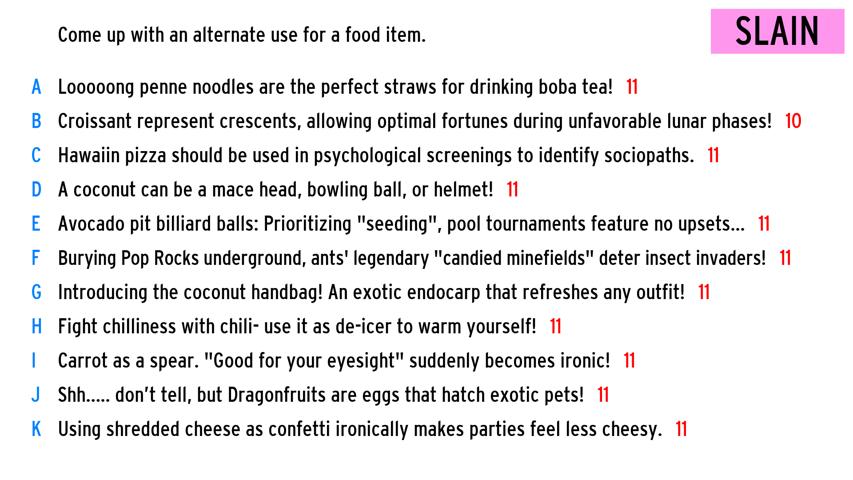 SLAIN
Come up with an alternate use for a food item.
A Looooong penne noodles are the perfect straws for drinking boba tea! 11
B Croissant represent crescents, allowing optimal fortunes during unfavorable lunar phases! 10
C Hawaiin pizza should be used in psychological screenings to identify sociopaths. 11
D A coconut can be a mace head, bowling ball, or helmet! 11
E Avocado pit billiard balls: Prioritizing "seeding", pool tournaments feature no upsets... 11
F Burying Pop Rocks underground, ants' legendary "candied minefields" deter insect invaders! 11
G Introducing the coconut handbag! An exotic endocarp that refreshes any outfit! 11
H Fight chilliness with chili- use it as de-icer to warm yourself! 11
I Carrot as a spear. "Good for your eyesight" suddenly becomes ironic! 11
J Shh..... don't tell, but Dragonfruits are eggs that hatch exotic pets! 11
K Using shredded cheese as confetti ironically makes parties feel less cheesy. 11